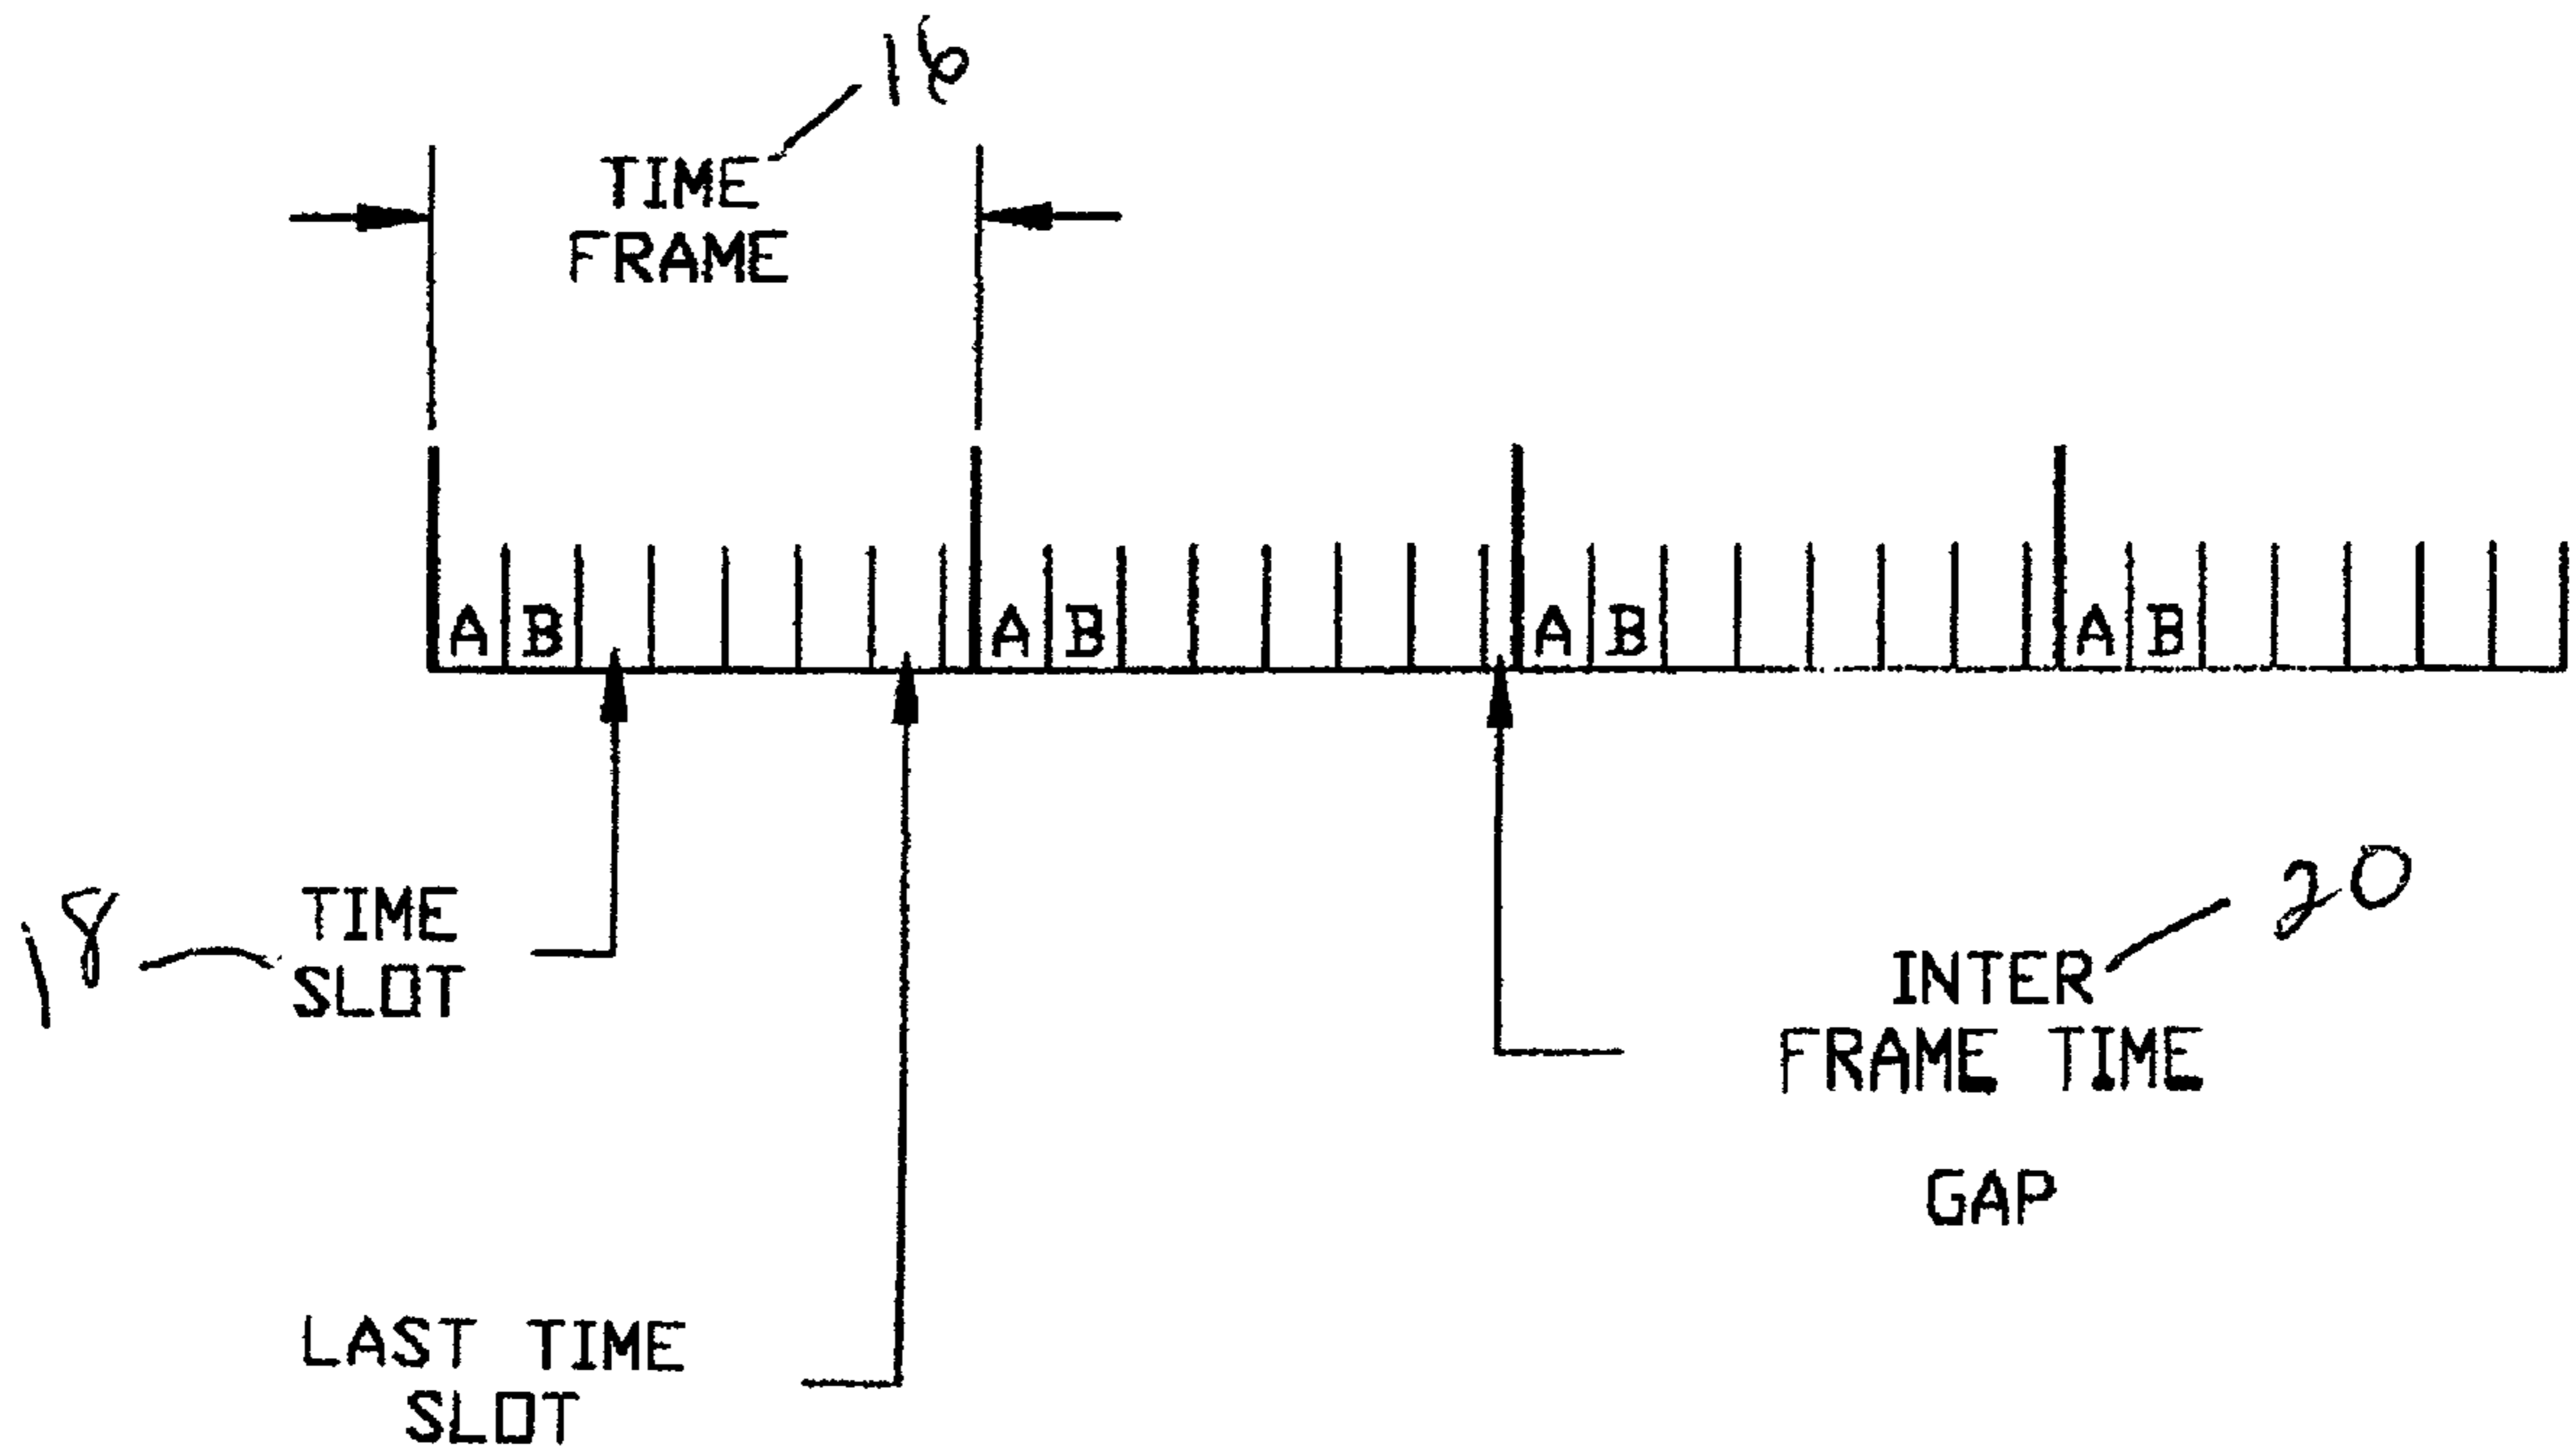 16
TIME
FRAME
A B A B A B A B
18
TIME
SLOT
20
INTER
FRAME TIME
GAP
LAST TIME
SLOT